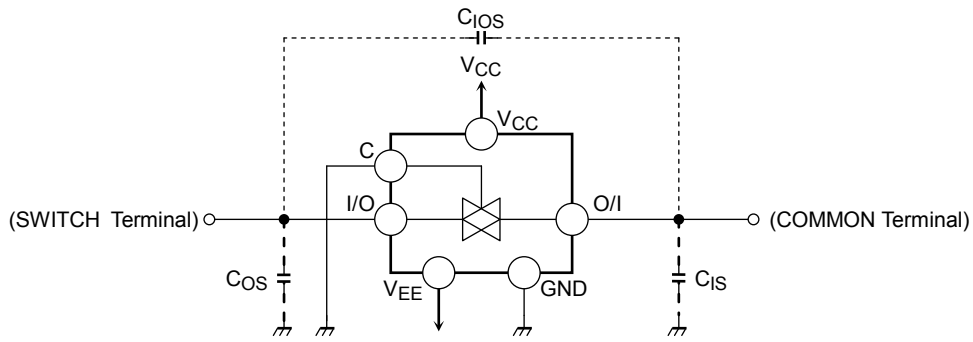 CIOS
VCC
VCC
C
I/O
O/I
(SWITCH Terminal)
(COMMON Terminal)
COS
VEE
GND
CIS